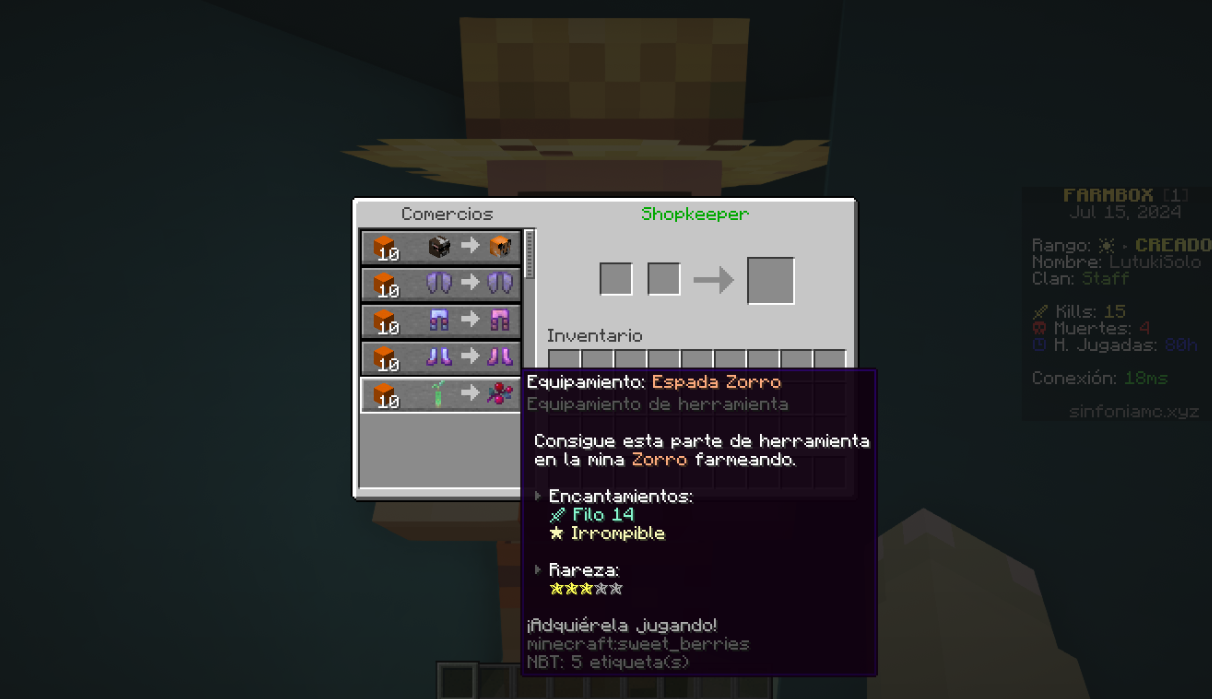 Comercios
Shopkeeper
10
10
10
10
10
Inventario
Equipamiento: Espada Zorro
Equipamiento de herramienta
Consigue esta parte de herramienta
en la mina Zorro farmeando.
Encantamientos:
Filo 14
Irrompible
Rareza:
¡Adquiérela jugando!
minecraft:sweet_berries
NBT: 5 etiqueta(s)
FARMBOX [1]
Jul 15, 2024
Rango: CREADO
Nombre: LutukiSolo
Clan: Staff
Kills: 15
Muertes: 4
H. Jugadas: 80h
Conexión: 18ms
sinfoniamc.xyz